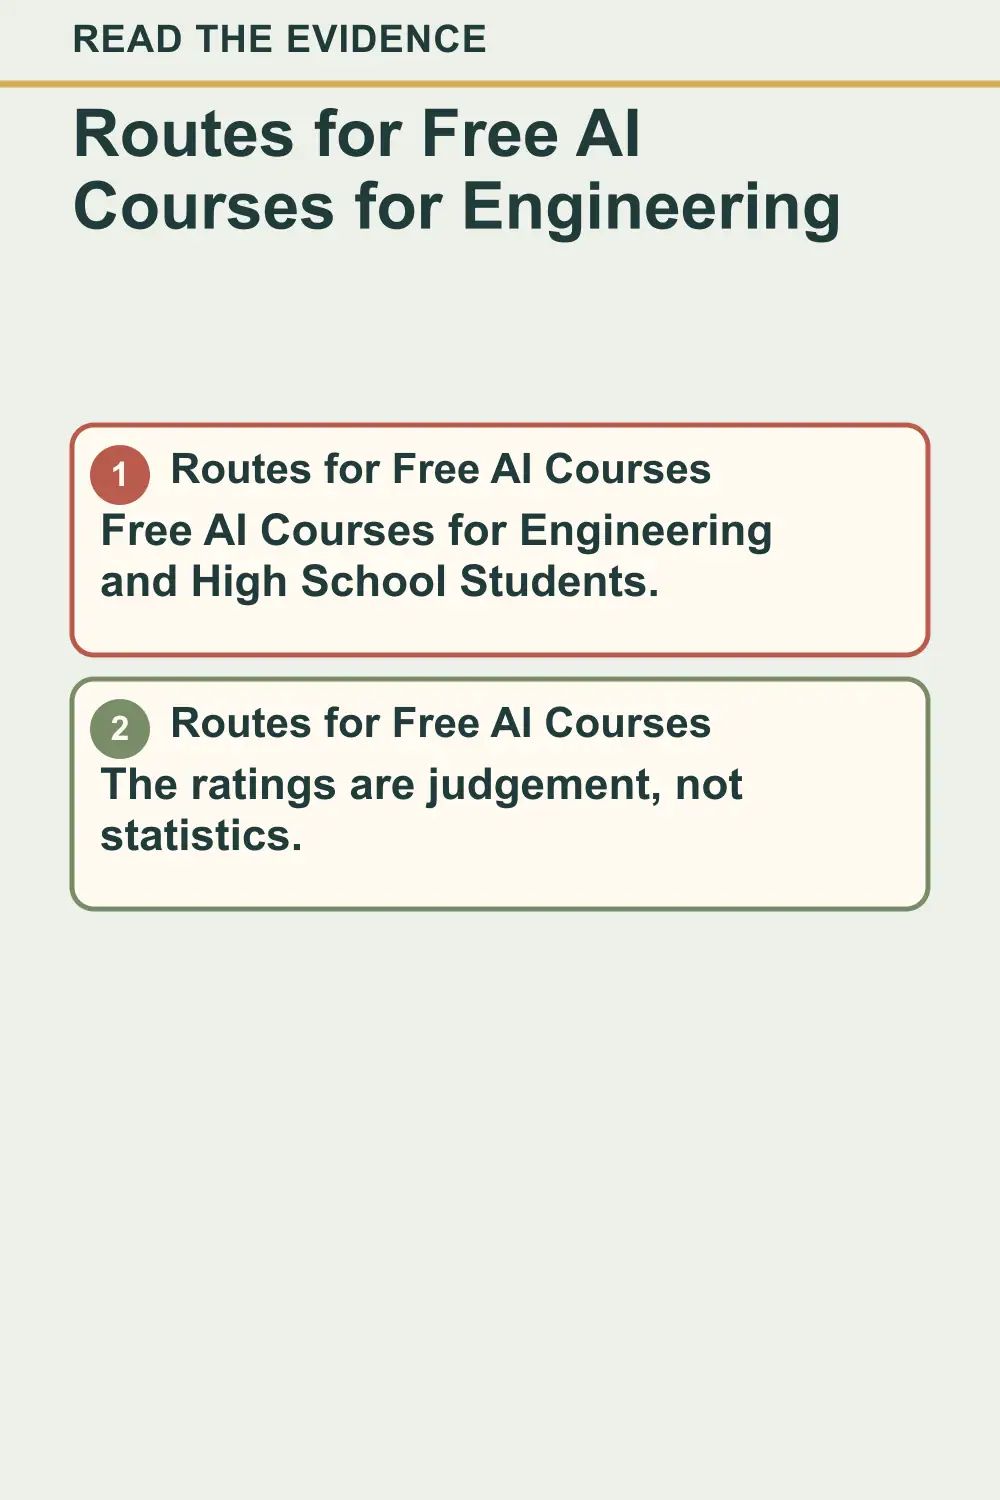 READ THE EVIDENCE
Routes for Free AI
Courses for Engineering
1 Routes for Free AI Courses
Free AI Courses for Engineering
and High School Students.
2 Routes for Free AI Courses
The ratings are judgement, not
statistics.